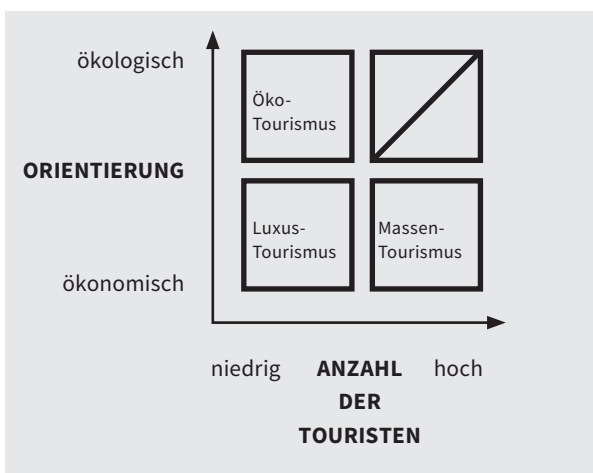 ökologisch
Öko-
Tourismus
ORIENTIERUNG
Luxus-
Tourismus
Massen-
Tourismus
ökonomisch
niedrig ANZAHL hoch
DER
TOURISTEN